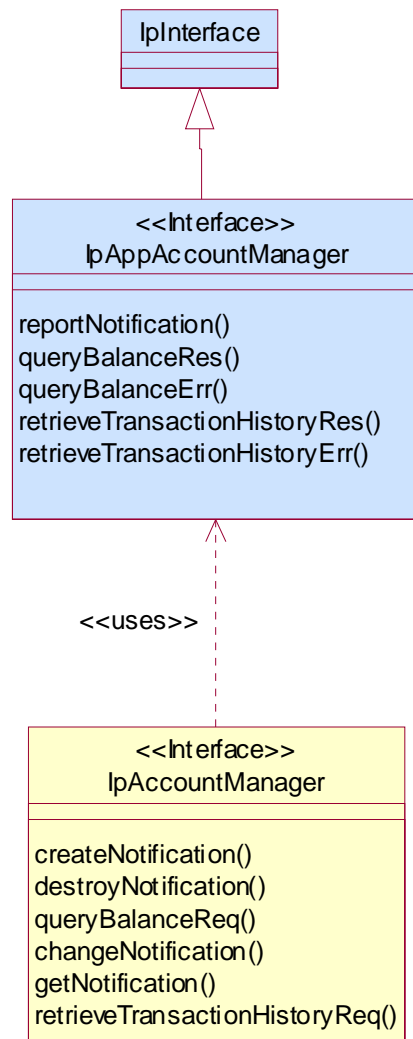 IpInterface
<<Interface>>
IpAppAccountManager
reportNotification()
queryBalanceRes()
queryBalanceErr()
retrieveTransactionHistoryRes()
retrieveTransactionHistoryErr()
<<uses>>
<<Interface>>
IpAccountManager
createNotification()
destroyNotification()
queryBalanceReq()
changeNotification()
getNotification()
retrieveTransactionHistoryReq()